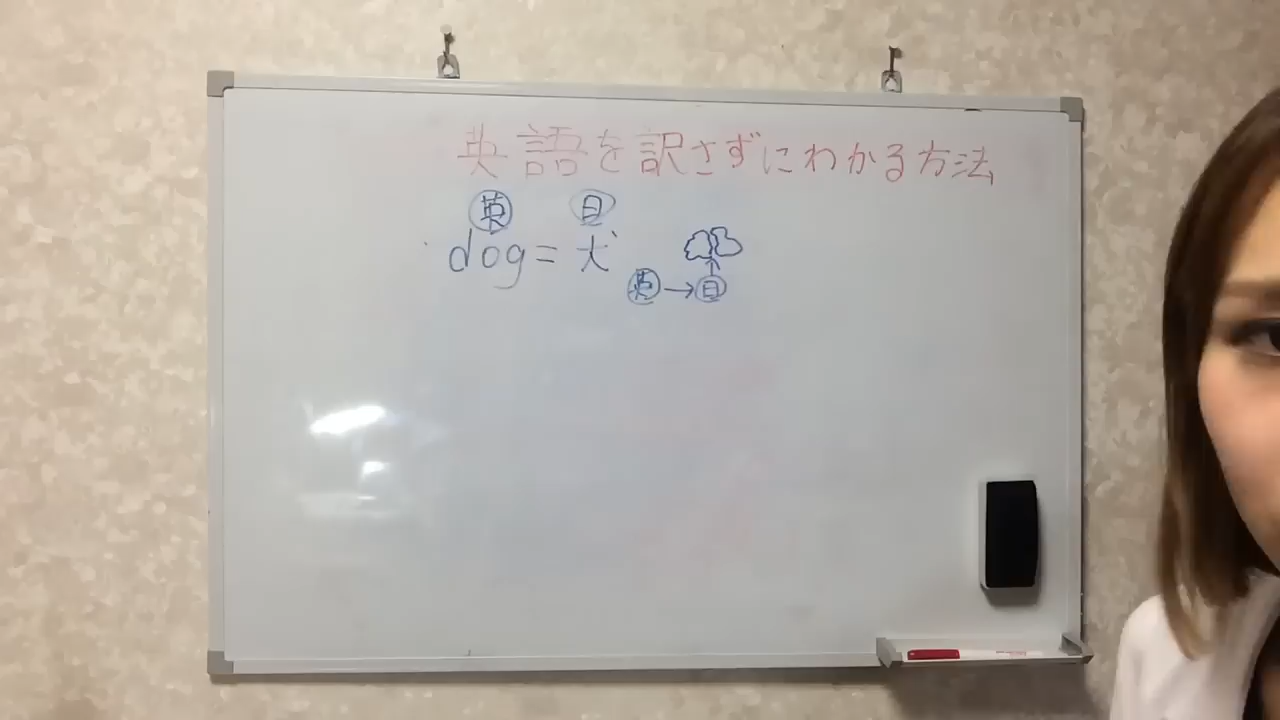 英語を訳さずにわかる方法
英 日
dog = 犬
英 → 日